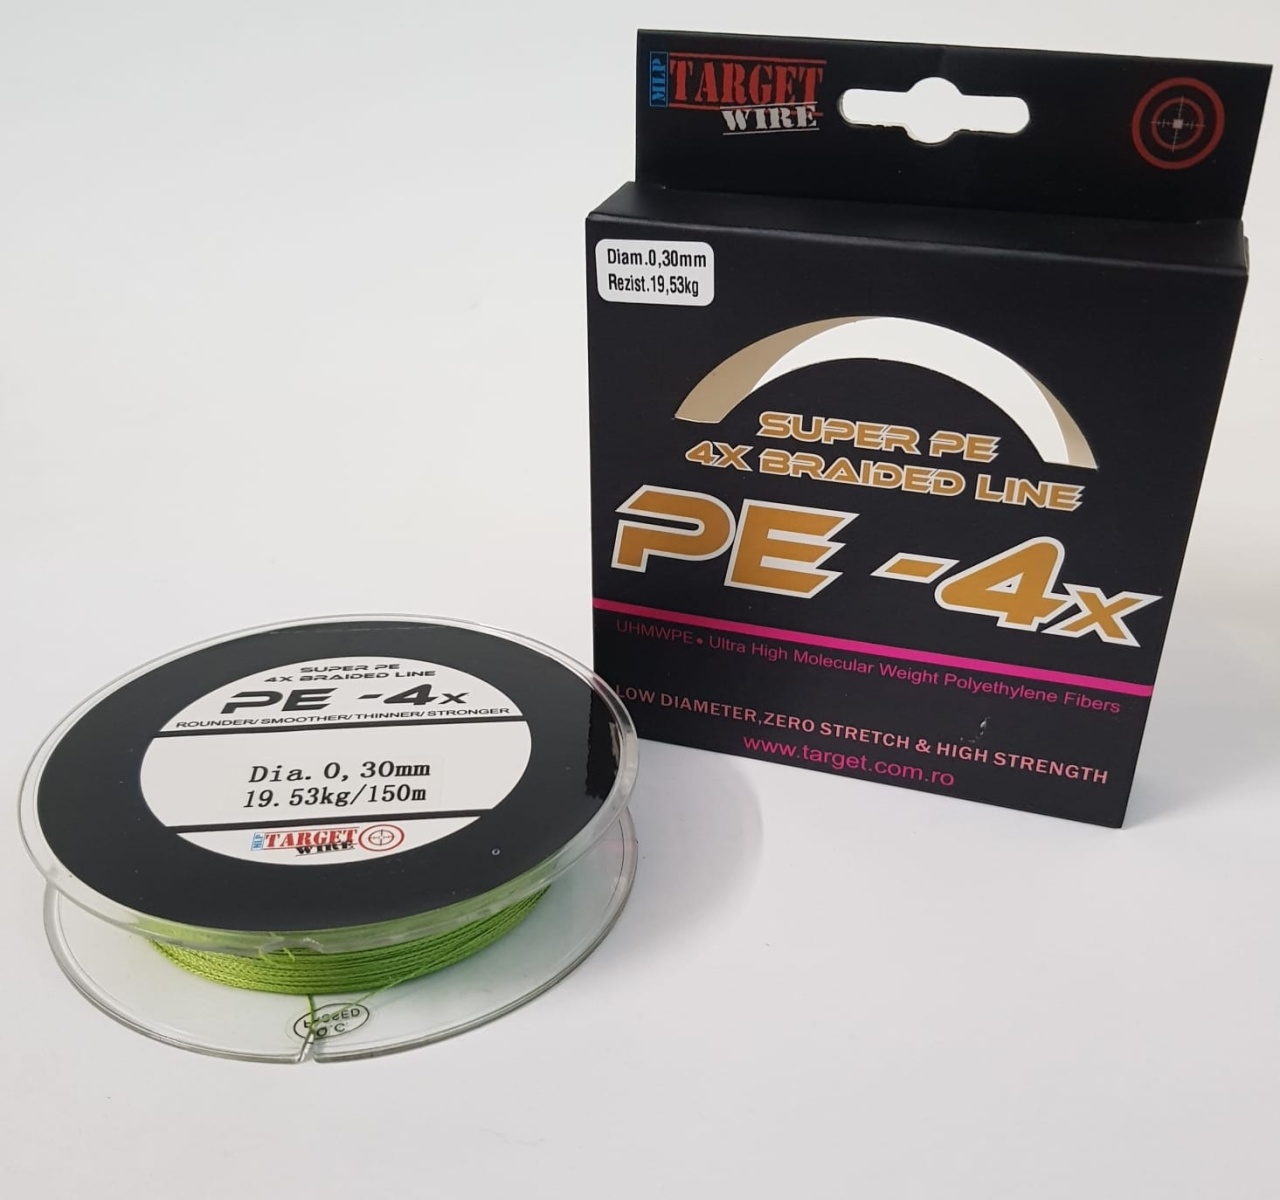 MLP
TARGET
WIRE
Diam.0,30mm
Rezist.19,53kg
SUPER PE
4X BRAIDED LINE
PE -4X
UHMWPE• Ultra High Molecular Weight Polyethylene Fibers
LOW DIAMETER,ZERO STRETCH & HIGH STRENGTH
www.target.com.ro
SUPER PE
4X BRAIDED LINE
PE -4X
ROUNDER/ SMOOTHER/ THINNER/ STRONGER
Dia. 0, 30mm
19. 53kg/150m
MLP
TARGET
WIRE